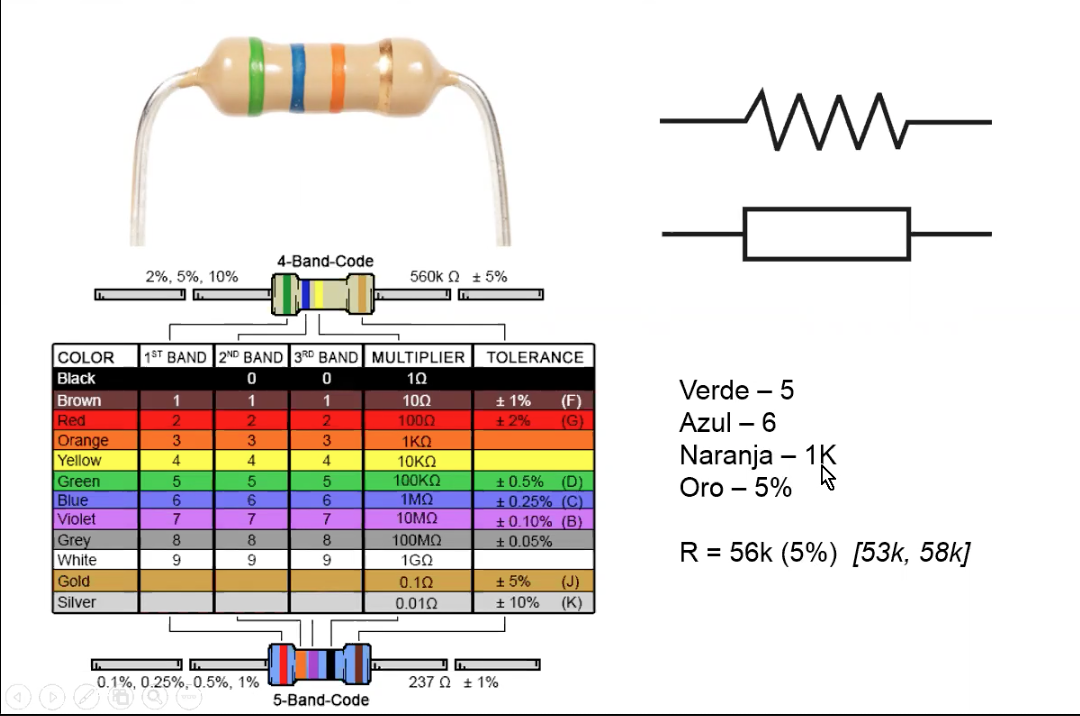 4-Band-Code
2%, 5%, 10%
560k Ω ± 5%
COLOR 1ST BAND 2ND BAND 3RD BAND MULTIPLIER TOLERANCE
Black 0 0 1Ω
Brown 1 1 1 10Ω ± 1% (F)
Red 2 2 2 100Ω ± 2% (G)
Orange 3 3 3 1KΩ
Yellow 4 4 4 10KΩ
Green 5 5 5 100KΩ ± 0.5% (D)
Blue 6 6 6 1MΩ ± 0.25% (C)
Violet 7 7 7 10MΩ ± 0.10% (B)
Grey 8 8 8 100MΩ ± 0.05%
White 9 9 9 1GΩ
Gold 0.1Ω ± 5% (J)
Silver 0.01Ω ± 10% (K)
0.1%, 0.25%, 0.5%, 1%
237 Ω ± 1%
5-Band-Code
Verde – 5
Azul – 6
Naranja – 1K
Oro – 5%
R = 56k (5%) [53k, 58k]